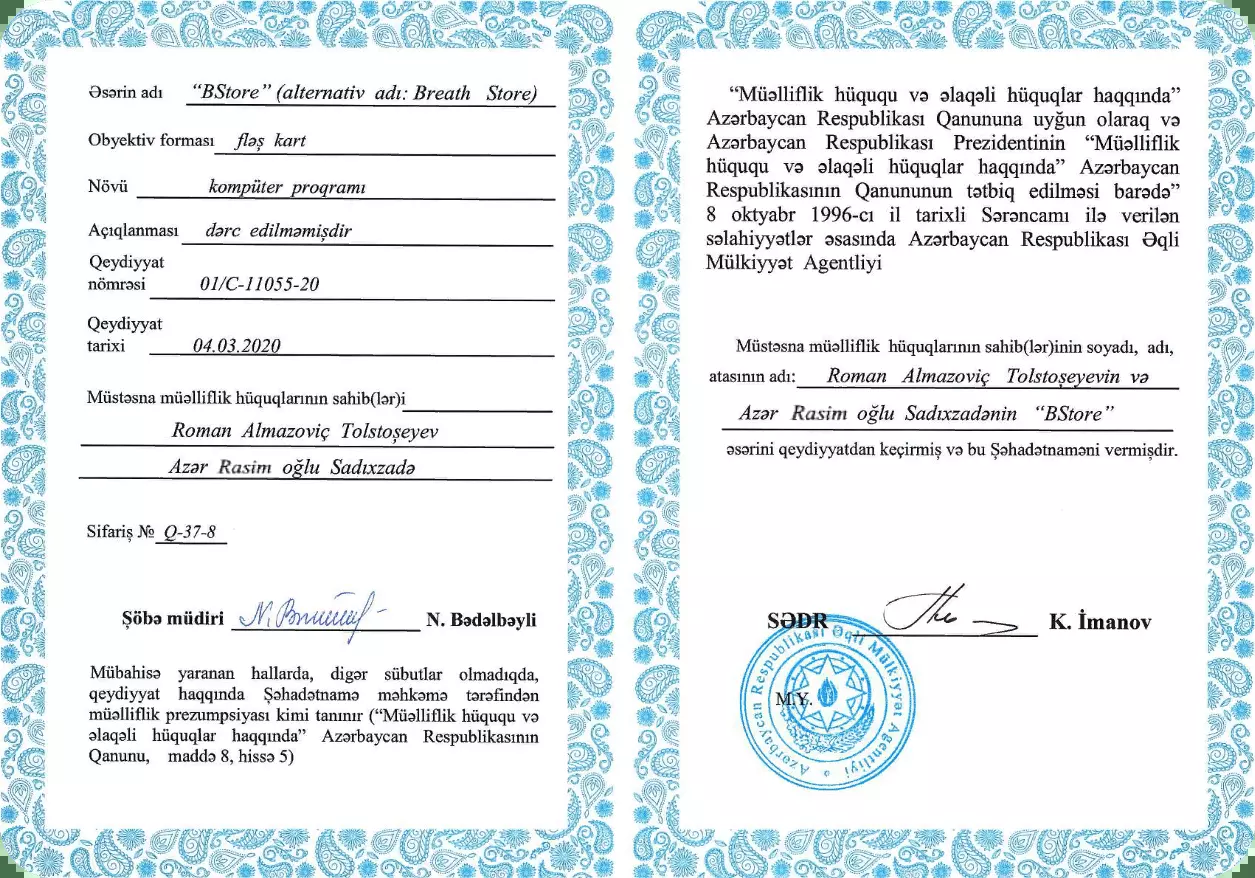 Əsərin adı “BStore” (alternativ adı: Breath Store)
Obyektiv forması fləş kart
Növü kompüter proqramı
Açıqlanması dərc edilməmişdir
Qeydiyyat
nömrəsi 01/C-11055-20
Qeydiyyat
tarixi 04.03.2020
Müstəsna müəlliflik hüquqlarının sahib(lər)i
Roman Almazoviç Tolstoşeyev
Azər Rasim oğlu Sadıxzadə
Sifariş № Q-37-8
Şöbə müdiri N. Bədəlbəyli
Mübahisə yaranan hallarda, digər sübutlar olmadıqda,
qeydiyyat haqqında Şəhadətnamə məhkəmə tərəfindən
müəlliflik prezumpsiyası kimi tanınır (“Müəlliflik hüququ və
əlaqəli hüquqlar haqqında” Azərbaycan Respublikasının
Qanunu, maddə 8, hissə 5)
“Müəlliflik hüququ və əlaqəli hüquqlar haqqında”
Azərbaycan Respublikası Qanununa uyğun olaraq və
Azərbaycan Respublikası Prezidentinin “Müəlliflik
hüququ və əlaqəli hüquqlar haqqında” Azərbaycan
Respublikasının Qanununun tətbiq edilməsi barədə”
8 oktyabr 1996-cı il tarixli Sərəncamı ilə verilən
səlahiyyətlər əsasında Azərbaycan Respublikası Əqli
Mülkiyyət Agentliyi
Müstəsna müəlliflik hüquqlarının sahib(lər)inin soyadı, adı,
atasının adı: Roman Almazoviç Tolstoşeyevin və
Azər Rasim oğlu Sadıxzadənin “BStore”
əsərini qeydiyyatdan keçirmiş və bu Şəhadətnaməni vermişdir.
SƏDR K. İmanov
M.Y.
Azərbaycan Respublikası Əqli Mülkiyyət Agentliyi